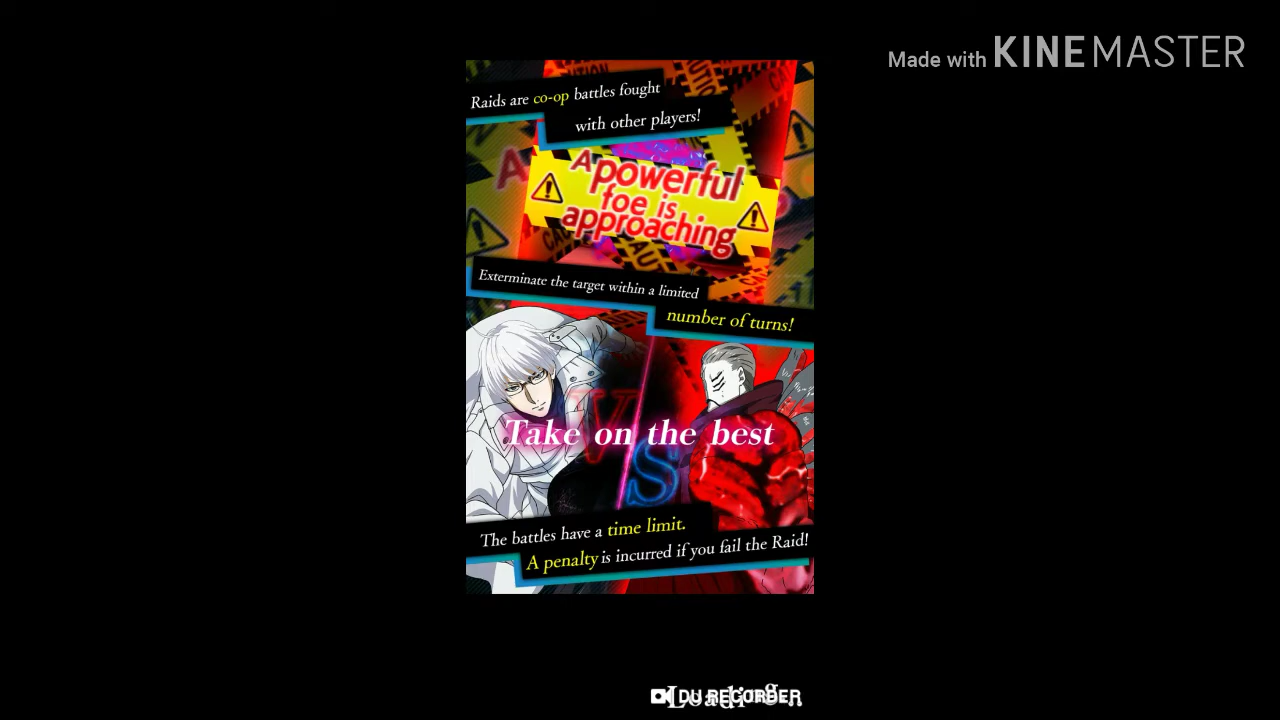 Made with KINEMASTER
Raids are co-op battles fought
with other players!
A powerful
foe is
approaching
Exterminate the target within a limited
number of turns!
VS
Take on the best
The battles have a time limit.
A penalty is incurred if you fail the Raid!
DU RECORDER
Loading...